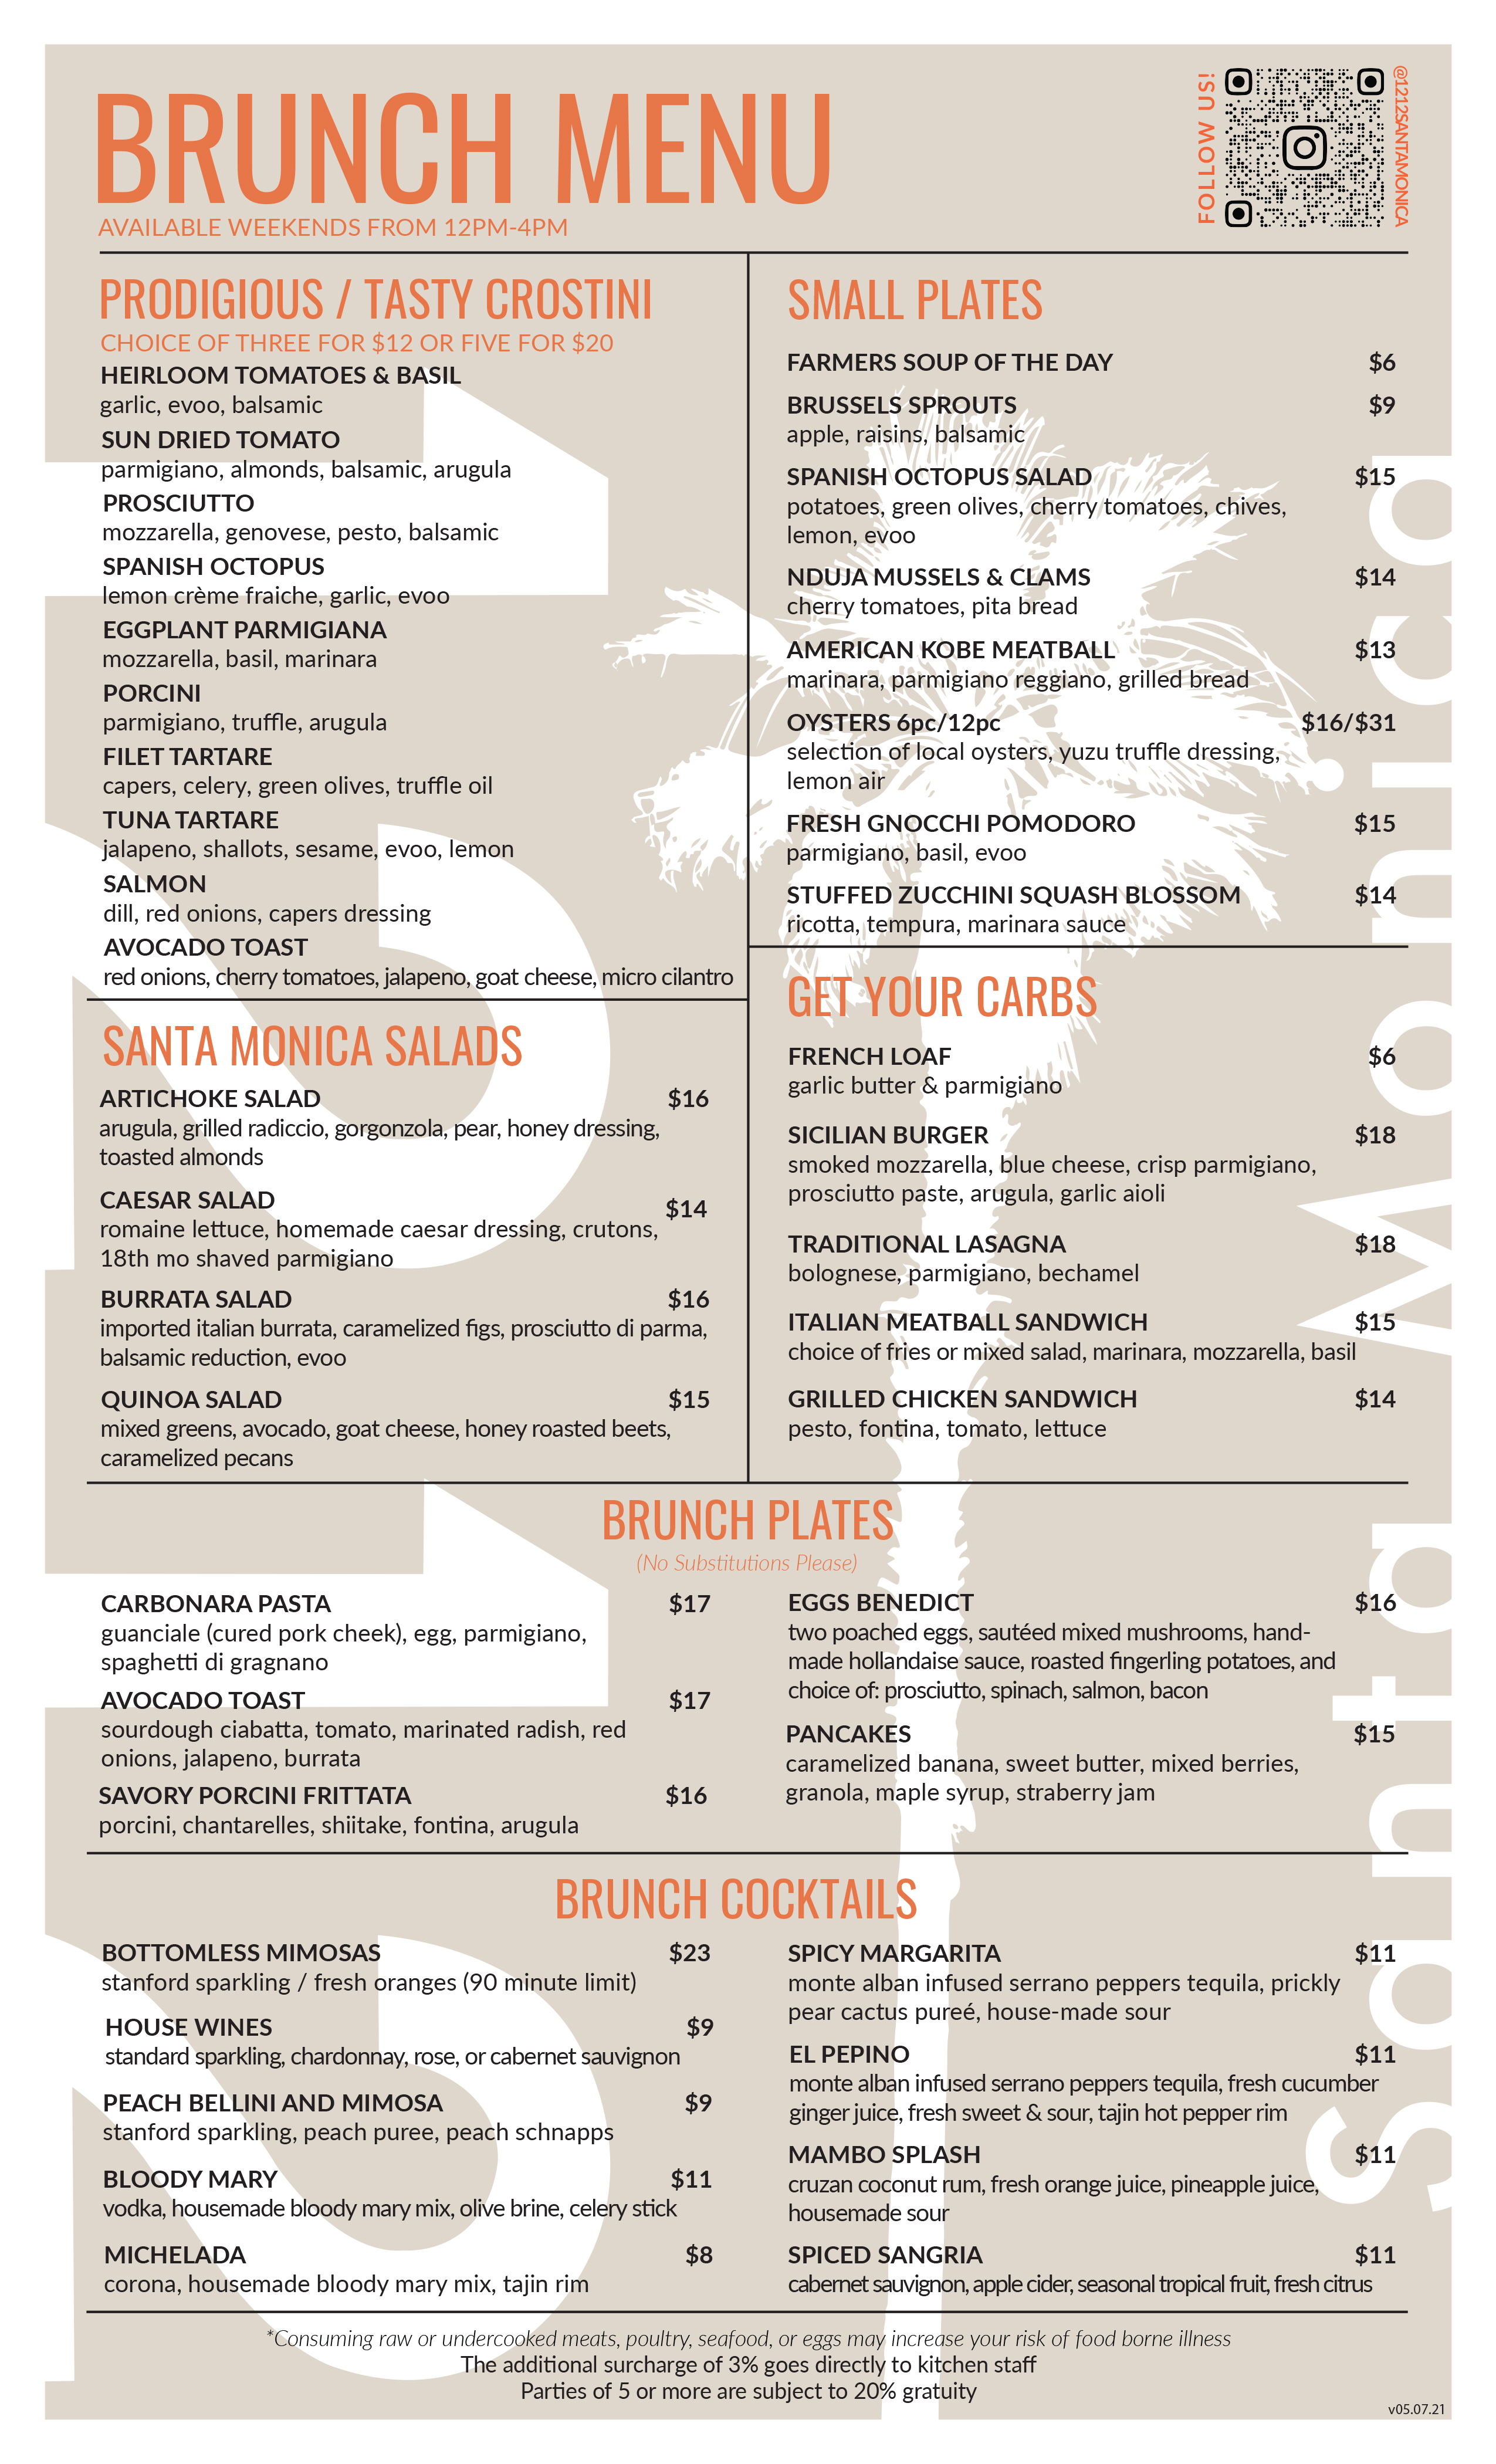 BRUNCH MENU
AVAILABLE WEEKENDS FROM 12PM-4PM
FOLLOW US!
@1212SANTAMONICA
PRODIGIOUS / TASTY CROSTINI
CHOICE OF THREE FOR $12 OR FIVE FOR $20
HEIRLOOM TOMATOES & BASIL
garlic, evoo, balsamic
SUN DRIED TOMATO
parmigiano, almonds, balsamic, arugula
PROSCIUTTO
mozzarella, genovese, pesto, balsamic
SPANISH OCTOPUS
lemon crème fraiche, garlic, evoo
EGGPLANT PARMIGIANA
mozzarella, basil, marinara
PORCINI
parmigiano, truffle, arugula
FILET TARTARE
capers, celery, green olives, truffle oil
TUNA TARTARE
jalapeno, shallots, sesame, evoo, lemon
SALMON
dill, red onions, capers dressing
AVOCADO TOAST
red onions, cherry tomatoes, jalapeno, goat cheese, micro cilantro
SANTA MONICA SALADS
ARTICHOKE SALAD $16
arugula, grilled radiccio, gorgonzola, pear, honey dressing,
toasted almonds
CAESAR SALAD $14
romaine lettuce, homemade caesar dressing, crutons,
18th mo shaved parmigiano
BURRATA SALAD $16
imported italian burrata, caramelized figs, prosciutto di parma,
balsamic reduction, evoo
QUINOA SALAD $15
mixed greens, avocado, goat cheese, honey roasted beets,
caramelized pecans
SMALL PLATES
FARMERS SOUP OF THE DAY $6
BRUSSELS SPROUTS $9
apple, raisins, balsamic
SPANISH OCTOPUS SALAD $15
potatoes, green olives, cherry tomatoes, chives,
lemon, evoo
NDUJA MUSSELS & CLAMS $14
cherry tomatoes, pita bread
AMERICAN KOBE MEATBALL $13
marinara, parmigiano reggiano, grilled bread
OYSTERS 6pc/12pc $16/$31
selection of local oysters, yuzu truffle dressing,
lemon air
FRESH GNOCCHI POMODORO $15
parmigiano, basil, evoo
STUFFED ZUCCHINI SQUASH BLOSSOM $14
ricotta, tempura, marinara sauce
GET YOUR CARBS
FRENCH LOAF $6
garlic butter & parmigiano
SICILIAN BURGER $18
smoked mozzarella, blue cheese, crisp parmigiano,
prosciutto paste, arugula, garlic aioli
TRADITIONAL LASAGNA $18
bolognese, parmigiano, bechamel
ITALIAN MEATBALL SANDWICH $15
choice of fries or mixed salad, marinara, mozzarella, basil
GRILLED CHICKEN SANDWICH $14
pesto, fontina, tomato, lettuce
BRUNCH PLATES
(No Substitutions Please)
CARBONARA PASTA $17
guanciale (cured pork cheek), egg, parmigiano,
spaghetti di gragnano
AVOCADO TOAST $17
sourdough ciabatta, tomato, marinated radish, red
onions, jalapeno, burrata
SAVORY PORCINI FRITTATA $16
porcini, chantarelles, shiitake, fontina, arugula
EGGS BENEDICT $16
two poached eggs, sautéed mixed mushrooms, hand-
made hollandaise sauce, roasted fingerling potatoes, and
choice of: prosciutto, spinach, salmon, bacon
PANCAKES $15
caramelized banana, sweet butter, mixed berries,
granola, maple syrup, straberry jam
BRUNCH COCKTAILS
BOTTOMLESS MIMOSAS $23
stanford sparkling / fresh oranges (90 minute limit)
HOUSE WINES $9
standard sparkling, chardonnay, rose, or cabernet sauvignon
PEACH BELLINI AND MIMOSA $9
stanford sparkling, peach puree, peach schnapps
BLOODY MARY $11
vodka, housemade bloody mary mix, olive brine, celery stick
MICHELADA $8
corona, housemade bloody mary mix, tajin rim
SPICY MARGARITA $11
monte alban infused serrano peppers tequila, prickly
pear cactus pureé, house-made sour
EL PEPINO $11
monte alban infused serrano peppers tequila, fresh cucumber
ginger juice, fresh sweet & sour, tajin hot pepper rim
MAMBO SPLASH $11
cruzan coconut rum, fresh orange juice, pineapple juice,
housemade sour
SPICED SANGRIA $11
cabernet sauvignon, apple cider, seasonal tropical fruit, fresh citrus
*Consuming raw or undercooked meats, poultry, seafood, or eggs may increase your risk of food borne illness
The additional surcharge of 3% goes directly to kitchen staff
Parties of 5 or more are subject to 20% gratuity
v05.07.21
1212
Santa Monica